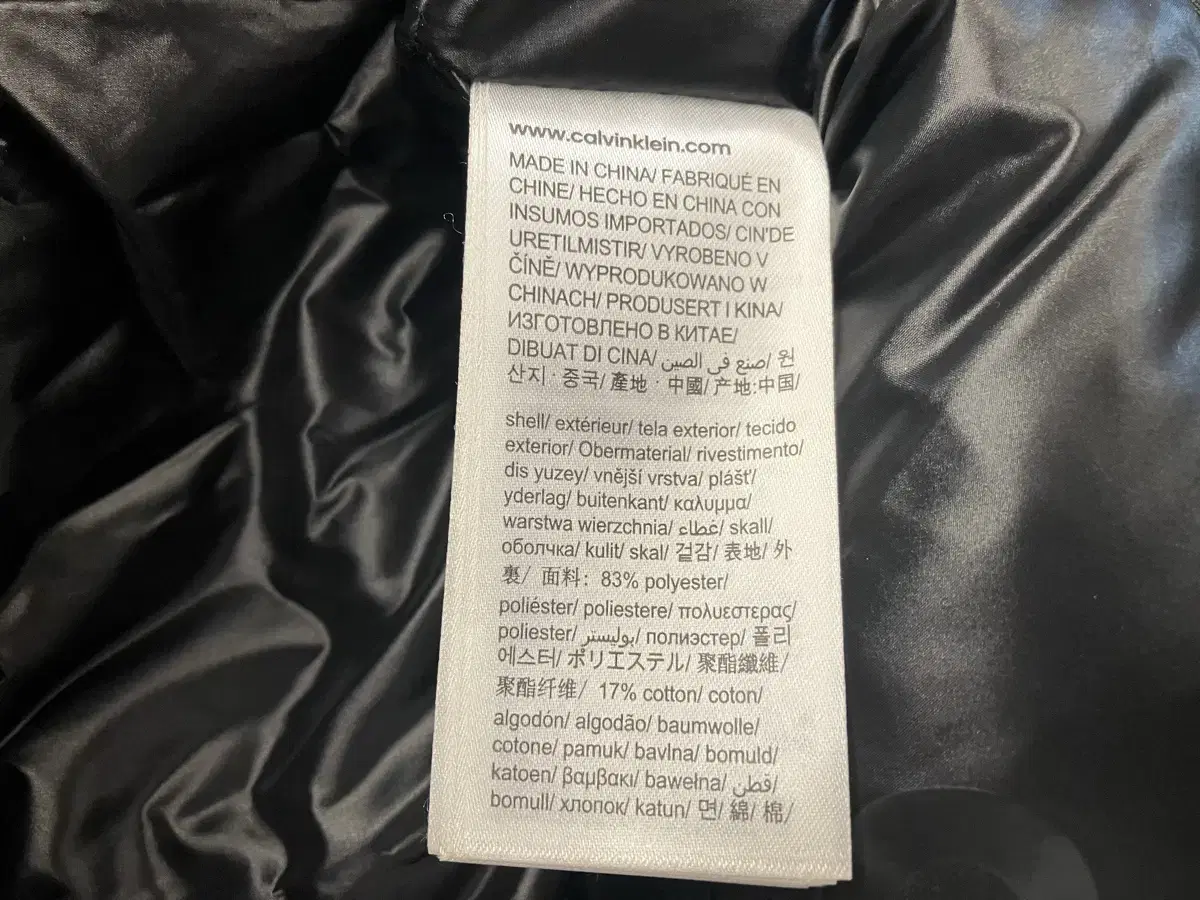 www.calvinklein.com
MADE IN CHINA/ FABRIQUÉ EN
CHINE/ HECHO EN CHINA CON
INSUMOS IMPORTADOS/ CIN'DE
URETILMISTIR/ VYROBENO V
ČÍNĚ/ WYPRODUKOWANO W
CHINACH/ PRODUSERT I KINA/
ИЗГОТОВЛЕНО В КИТАЕ/
DIBUAT DI CINA/ صنع في الصين/ 원
산지 · 중국/ 產地 · 中國/ 产地:中国/
shell/ extérieur/ tela exterior/ tecido
exterior/ Obermaterial/ rivestimento/
dis yuzey/ vnější vrstva/ plášť/
yderlag/ buitenkant/ καλυμμα/
warstwa wierzchnia/ غطاء/ skall/
оболчка/ kulit/ skal/ 겉감/ 表地/ 外
裏/ 面料: 83% polyester/
poliéster/ poliestere/ πολυεστερας/
poliester/ بوليستر/ полиэстер/ 폴리
에스터/ ポリエステル/ 聚酯纖維/
聚酯纤维/ 17% cotton/ coton/
algodón/ algodão/ baumwolle/
cotone/ pamuk/ bavlna/ bomuld/
katoen/ βαμβακι/ bawełna/ قطن/
bomull/ хлопок/ katun/ 면/ 綿/ 棉/